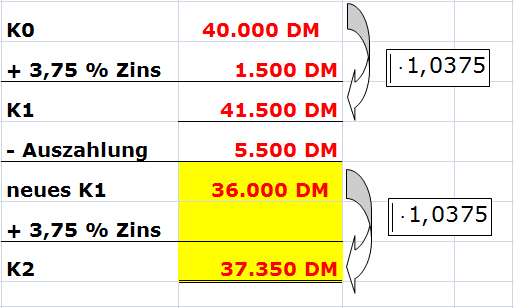 K0 40.000 DM
+ 3,75 % Zins 1.500 DM
·1,0375
K1 41.500 DM
- Auszahlung 5.500 DM
neues K1 36.000 DM
·1,0375
+ 3,75 % Zins
K2 37.350 DM